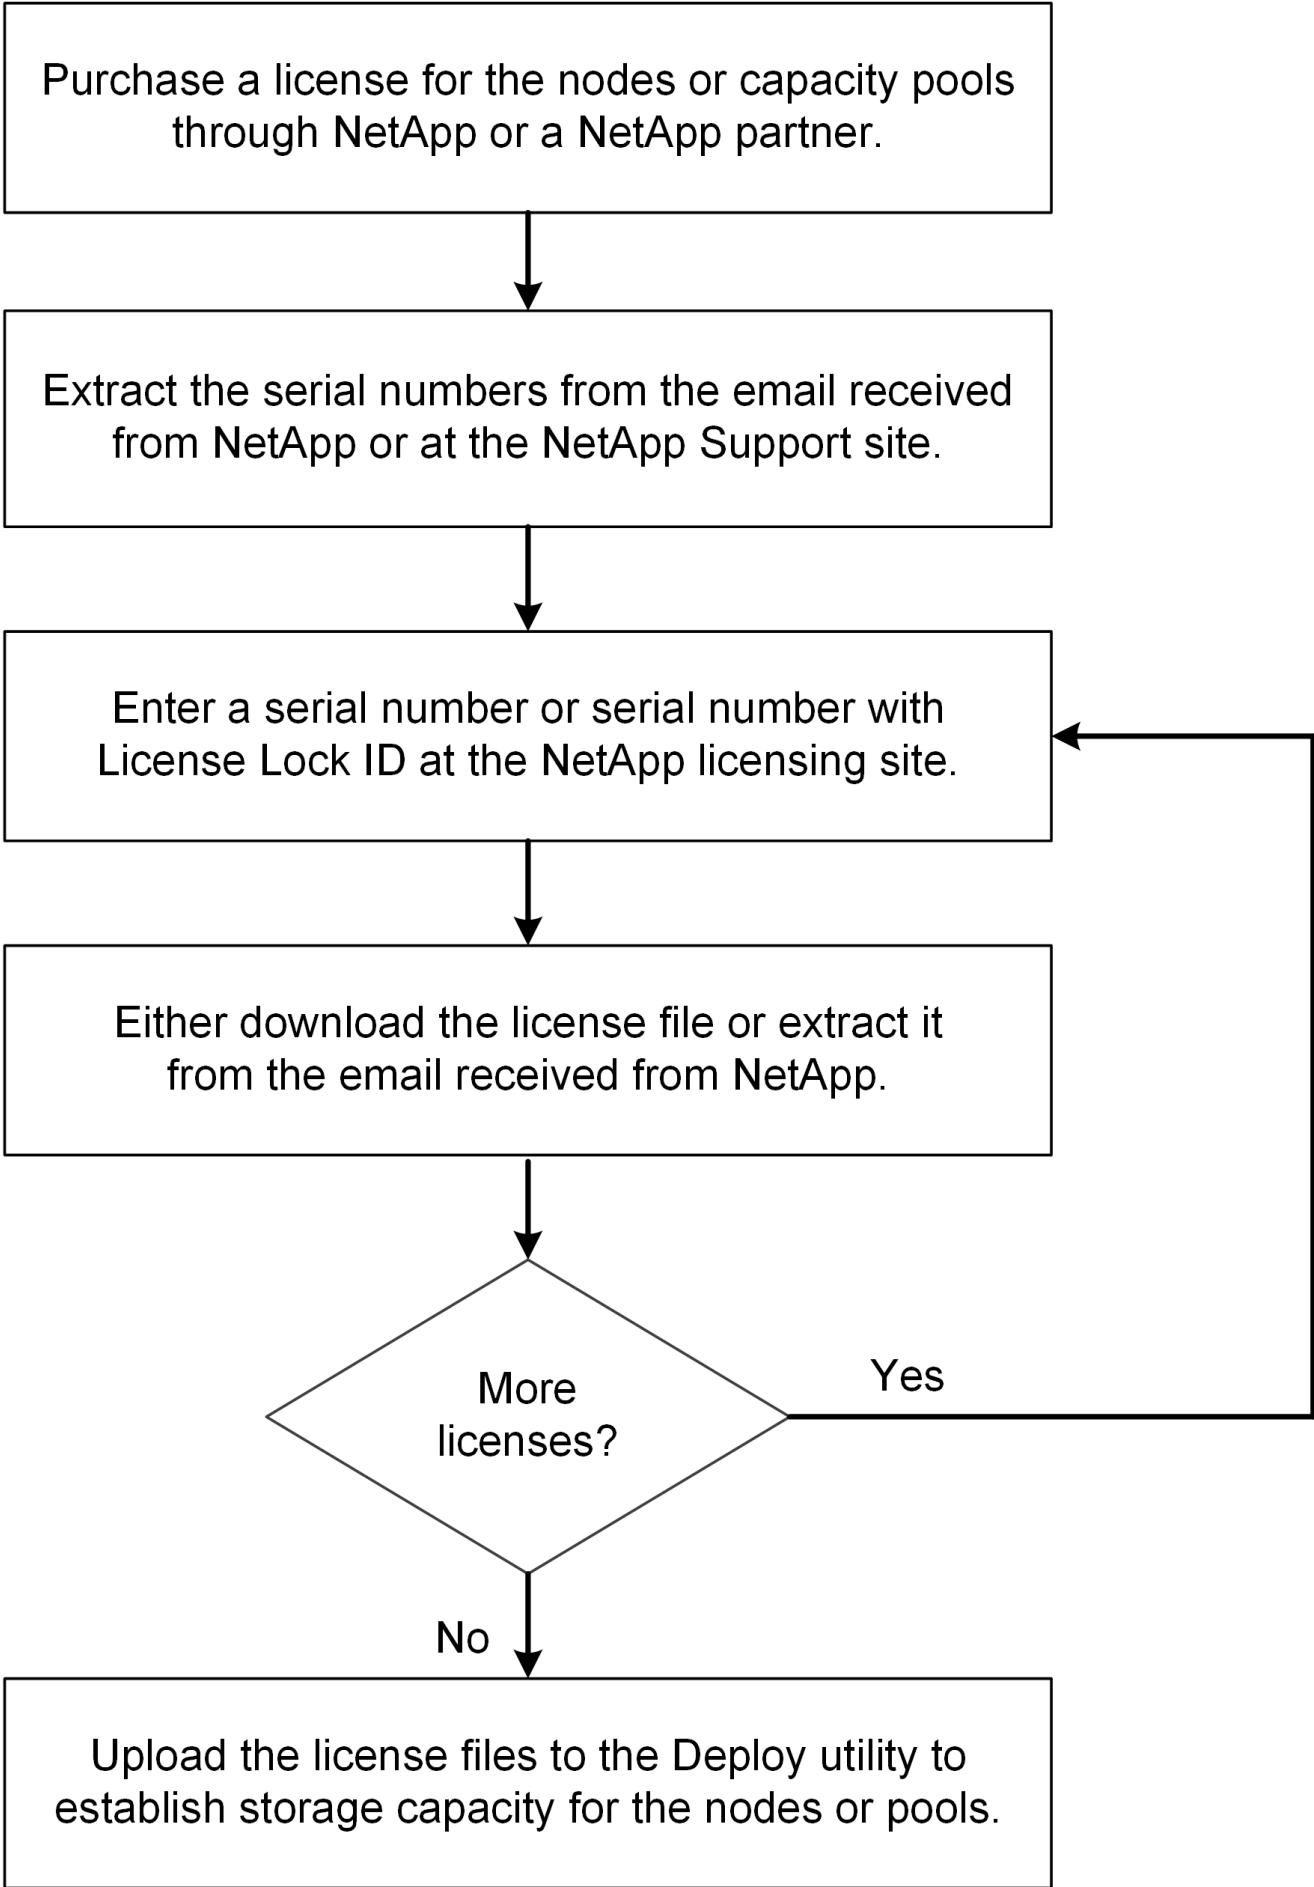 Purchase a license for the nodes or capacity pools
through NetApp or a NetApp partner.
Extract the serial numbers from the email received
from NetApp or at the NetApp Support site.
Enter a serial number or serial number with
License Lock ID at the NetApp licensing site.
Either download the license file or extract it
from the email received from NetApp.
More
licenses?
Yes
No
Upload the license files to the Deploy utility to
establish storage capacity for the nodes or pools.